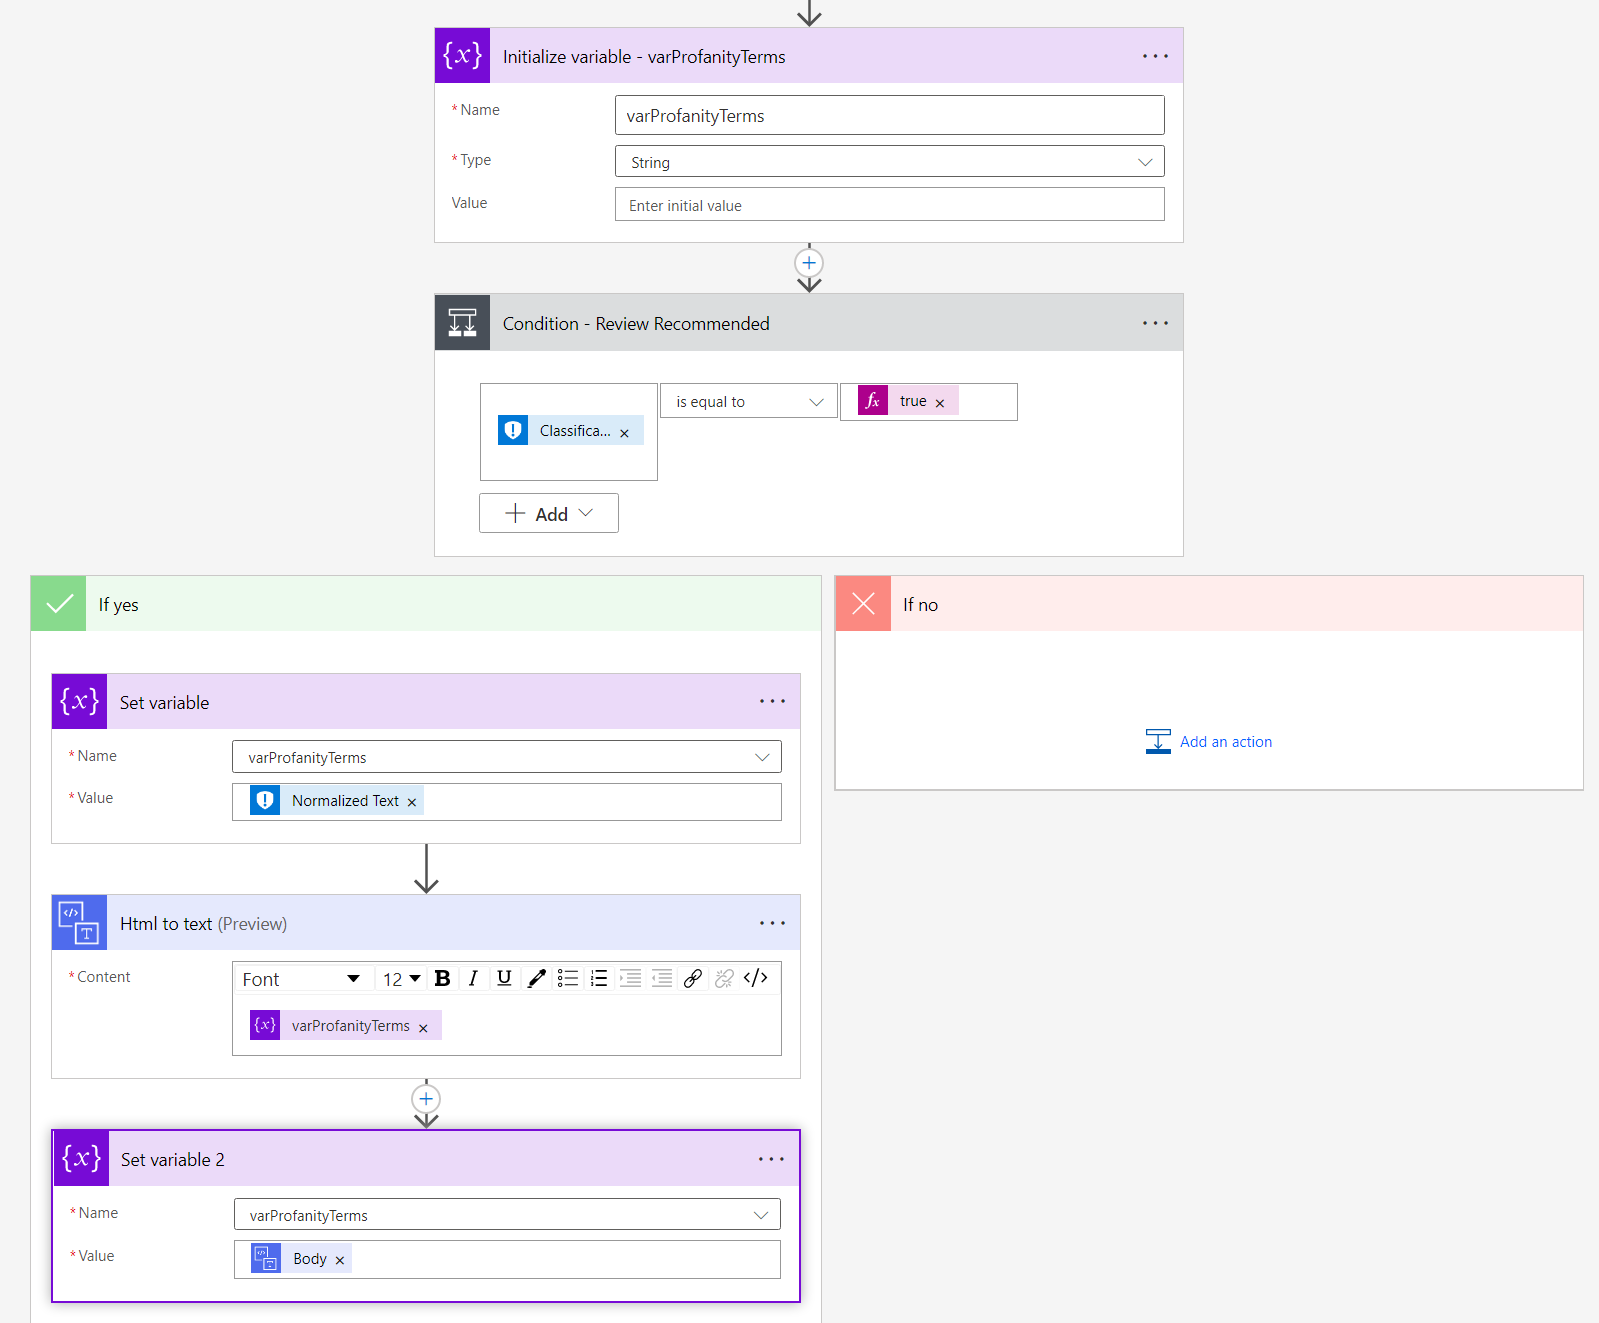 {x} Initialize variable - varProfanityTerms ...
* Name varProfanityTerms
* Type String
Value Enter initial value
+
Condition - Review Recommended ...
Classifica... × is equal to fx true ×
+ Add
If yes
If no
{x} Set variable ...
* Name varProfanityTerms
* Value Normalized Text ×
Add an action
Html to text (Preview) ...
* Content Font 12 B I U </>
{x} varProfanityTerms ×
+
{x} Set variable 2 ...
* Name varProfanityTerms
* Value Body ×